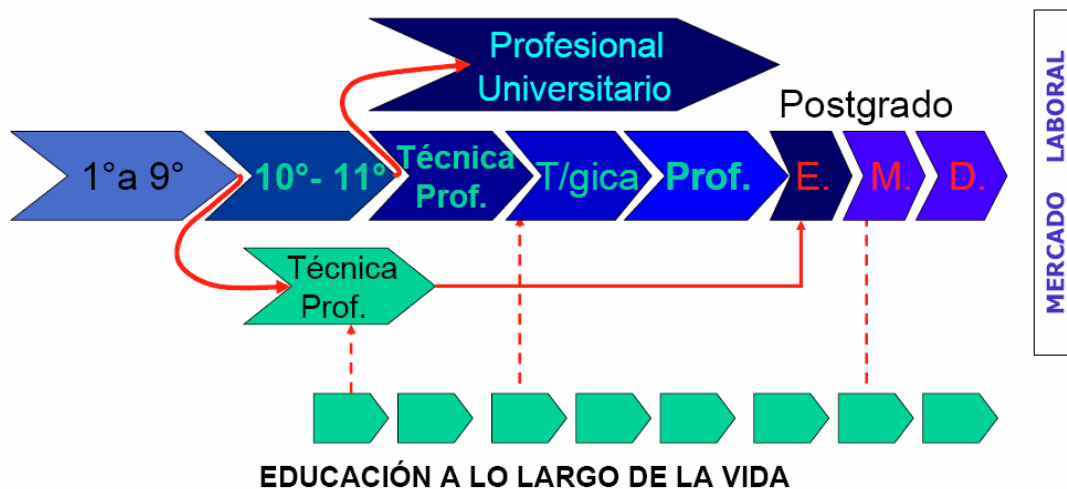 Profesional
Universitario
Postgrado
1°a 9°
10°- 11°
Técnica
Prof.
T/gica
Prof.
E.
M.
D.
Técnica
Prof.
MERCADO LABORAL
EDUCACIÓN A LO LARGO DE LA VIDA